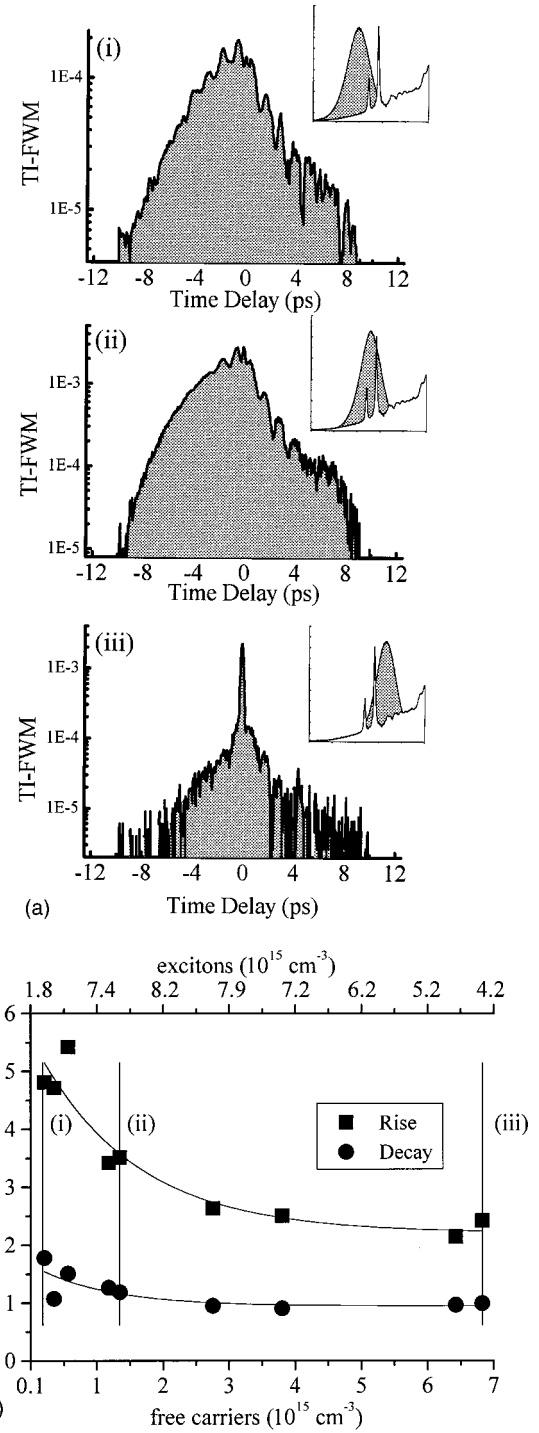 (i)
TI-FWM
1E-4
1E-5
-12 -8 -4 0 4 8 12
Time Delay (ps)
(ii)
TI-FWM
1E-3
1E-4
1E-5
-12 -8 -4 0 4 8 12
Time Delay (ps)
(iii)
TI-FWM
1E-3
1E-4
1E-5
-12 -8 -4 0 4 8 12
(a)
Time Delay (ps)
excitons (10^15 cm^-3)
1.8 7.4 8.2 7.9 7.2 6.2 5.2 4.2
6
5
4
3
2
1
0
(i)
(ii)
(iii)
Rise
Decay
0.1 1 2 3 4 5 6 7
free carriers (10^15 cm^-3)